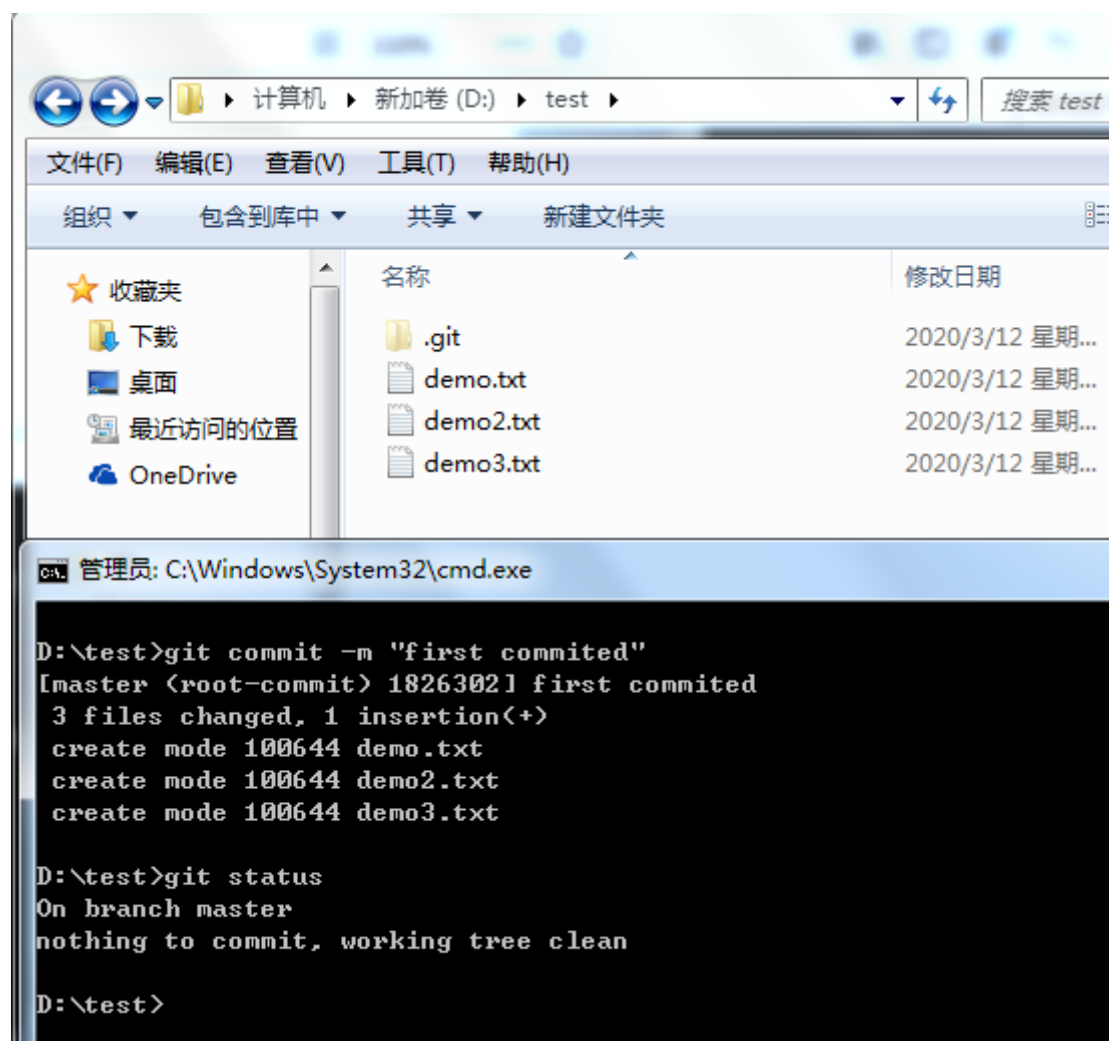 计算机 新加卷 (D:) test 搜索 test
文件(F) 编辑(E) 查看(V) 工具(T) 帮助(H)
组织 包含到库中 共享 新建文件夹
名称 修改日期
收藏夹
下载
桌面
最近访问的位置
OneDrive
.git 2020/3/12 星期...
demo.txt 2020/3/12 星期...
demo2.txt 2020/3/12 星期...
demo3.txt 2020/3/12 星期...
管理员: C:\Windows\System32\cmd.exe
D:\test>git commit -m "first commited"
[master (root-commit) 1826302] first commited
3 files changed, 1 insertion(+)
create mode 100644 demo.txt
create mode 100644 demo2.txt
create mode 100644 demo3.txt
D:\test>git status
On branch master
nothing to commit, working tree clean
D:\test>